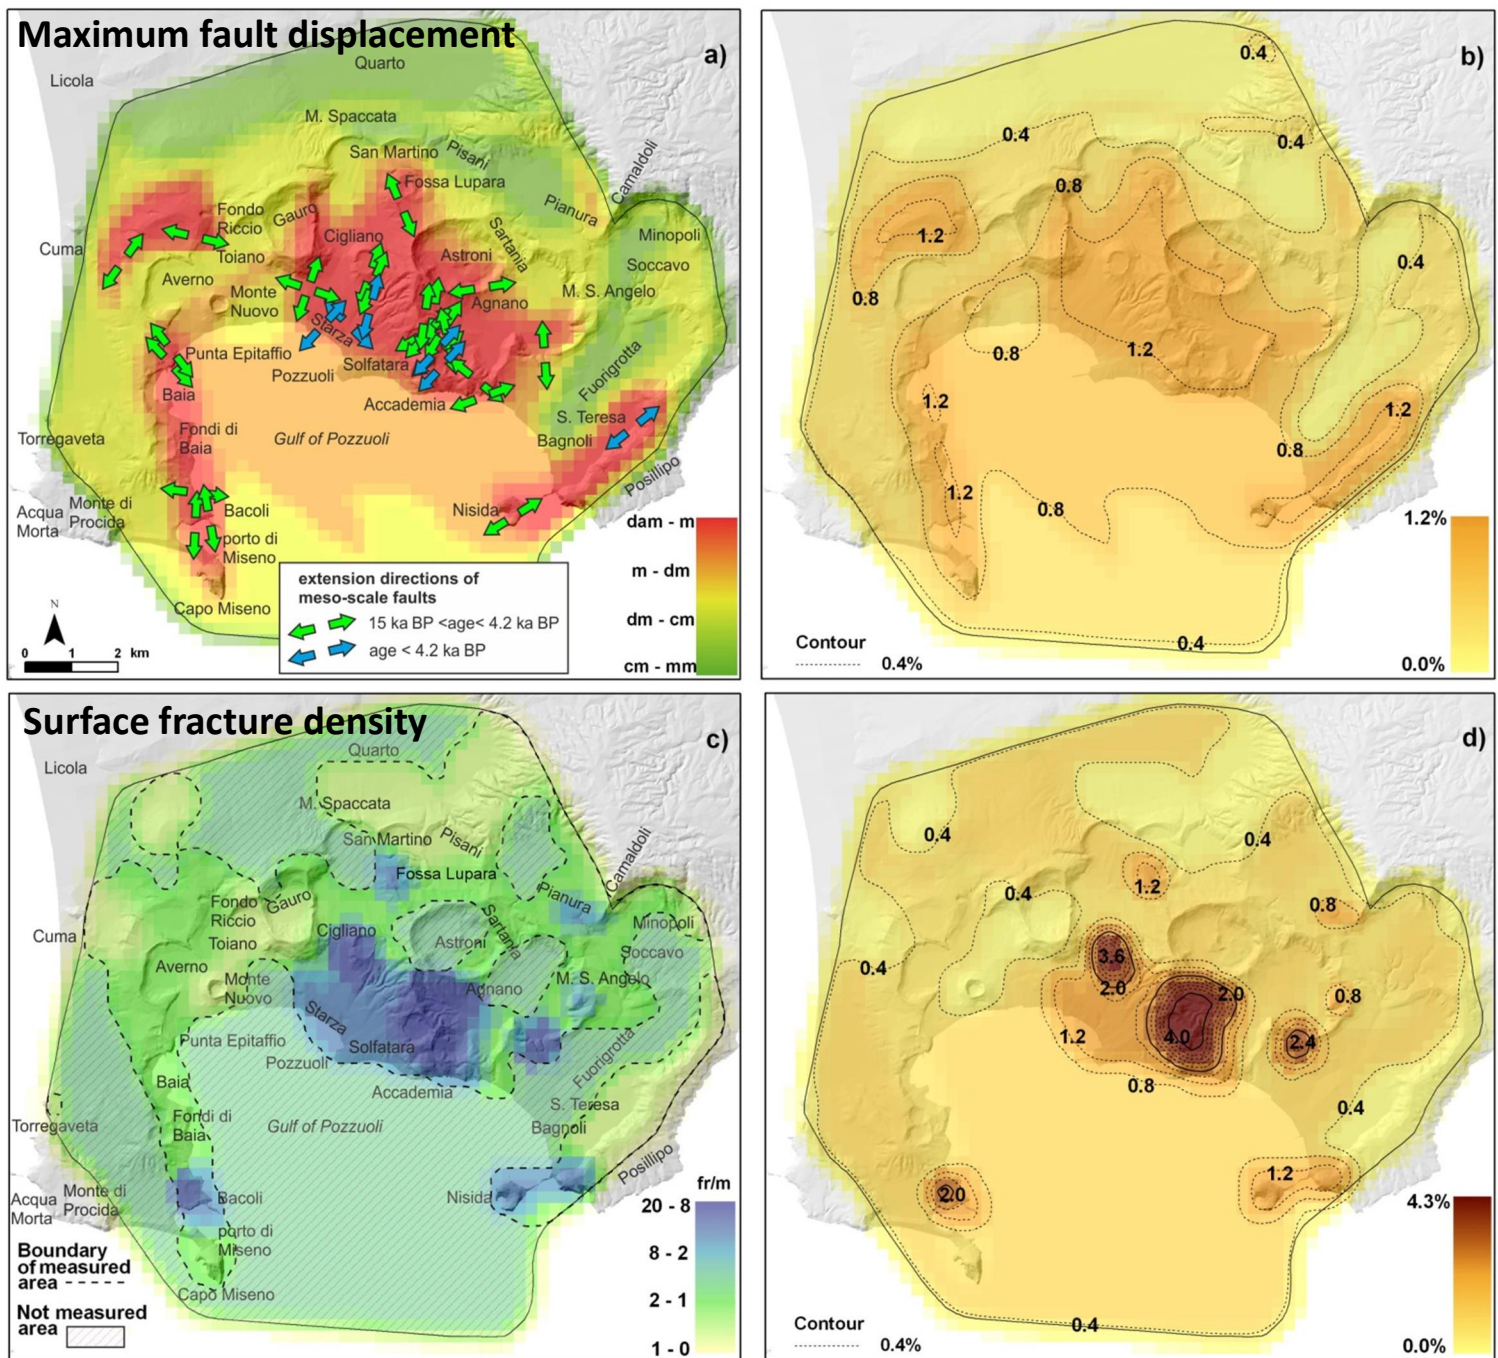 Maximum fault displacement
a)
Quarto
Licola
M. Spaccata
San Martino
Pisani
Fossa Lupara
Camaldoli
Pianura
Fondo
Riccio
Gauro
Cigliano
Sartania
Minopoli
Cuma
Toiano
Astroni
Soccavo
Averno
Monte
Nuovo
Agnano
M. S. Angelo
Starza
Punta Epitaffio
Solfatara
Pozzuoli
Fuorigrotta
Baia
Accademia
S. Teresa
Fondi di
Baia
Gulf of Pozzuoli
Bagnoli
Torregaveta
Posillipo
Monte di
Procida
Acqua
Morta
Bacoli
Nisida
porto di
Miseno
Capo Miseno
N
0 1 2 km
extension directions of
meso-scale faults
15 ka BP <age< 4.2 ka BP
age < 4.2 ka BP
dam - m
m - dm
dm - cm
cm - mm
b)
0.4
0.4
0.4
0.8
1.2
0.4
0.8
0.8
1.2
1.2
1.2
0.8
1.2
0.8
0.4
Contour
0.4%
1.2%
0.0%
Surface fracture density
c)
Quarto
Licola
M. Spaccata
San Martino
Pisani
Fossa Lupara
Camaldoli
Pianura
Fondo
Riccio
Gauro
Cigliano
Sartania
Minopoli
Cuma
Toiano
Astroni
Soccavo
Averno
Monte
Nuovo
Agnano
M. S. Angelo
Starza
Punta Epitaffio
Solfatara
Pozzuoli
Fuorigrotta
Baia
Accademia
S. Teresa
Fondi di
Baia
Gulf of Pozzuoli
Bagnoli
Torregaveta
Posillipo
Monte di
Procida
Acqua
Morta
Bacoli
Nisida
porto di
Miseno
Capo Miseno
Boundary
of measured
area
Not measured
area
fr/m
20 - 8
8 - 2
2 - 1
1 - 0
d)
0.4
0.4
1.2
0.4
0.8
3.6
0.4
2.0
2.0
0.8
1.2
4.0
2.4
0.8
0.4
1.2
2.0
0.4
Contour
0.4%
4.3%
0.0%